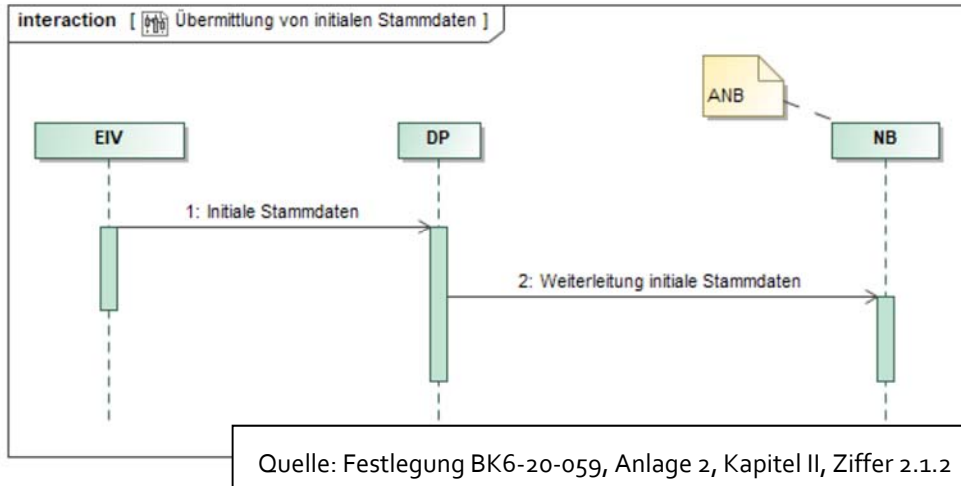 interaction [ Übermittlung von initialen Stammdaten ]
ANB
EIV DP NB
1: Initiale Stammdaten
2: Weiterleitung initiale Stammdaten
Quelle: Festlegung BK6-20-059, Anlage 2, Kapitel II, Ziffer 2.1.2